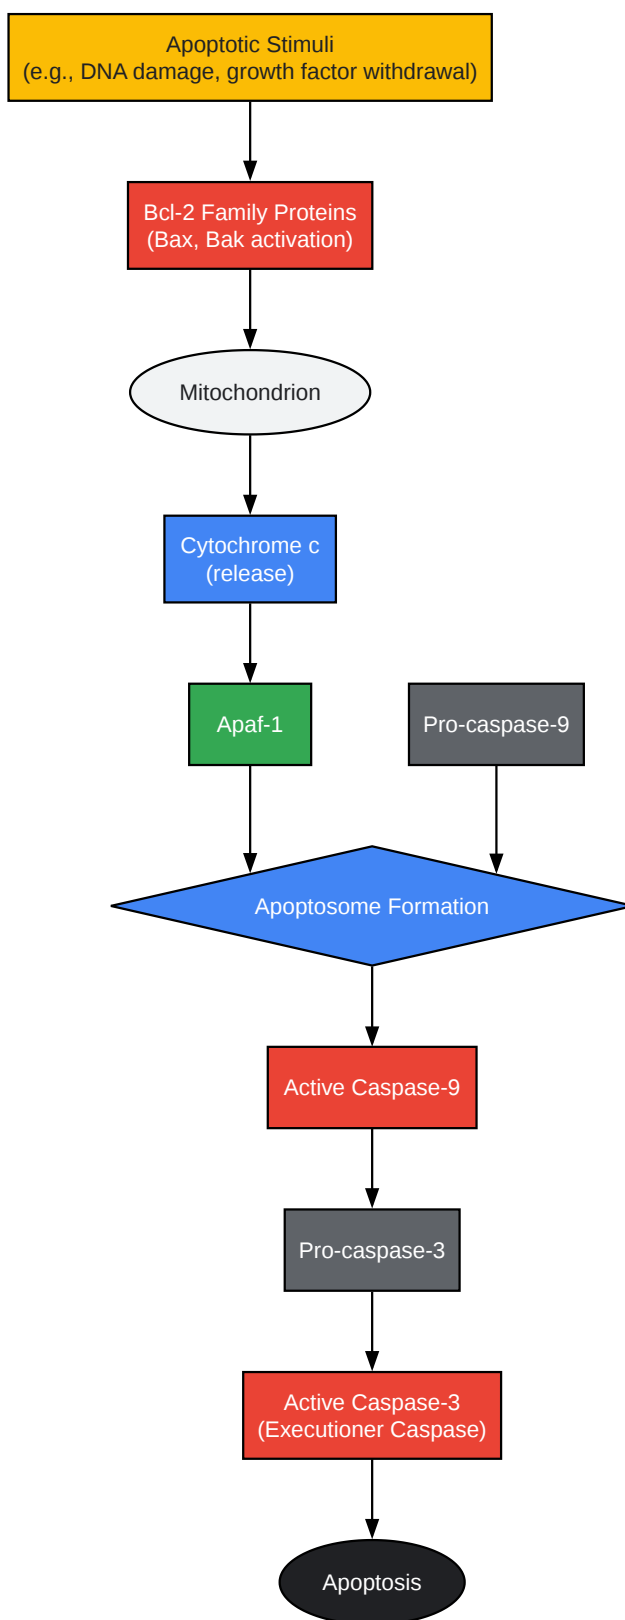 Apoptotic Stimuli
(e.g., DNA damage, growth factor withdrawal)
Bcl-2 Family Proteins
(Bax, Bak activation)
Mitochondrion
Cytochrome c
(release)
Apaf-1
Pro-caspase-9
Apoptosome Formation
Active Caspase-9
Pro-caspase-3
Active Caspase-3
(Executioner Caspase)
Apoptosis